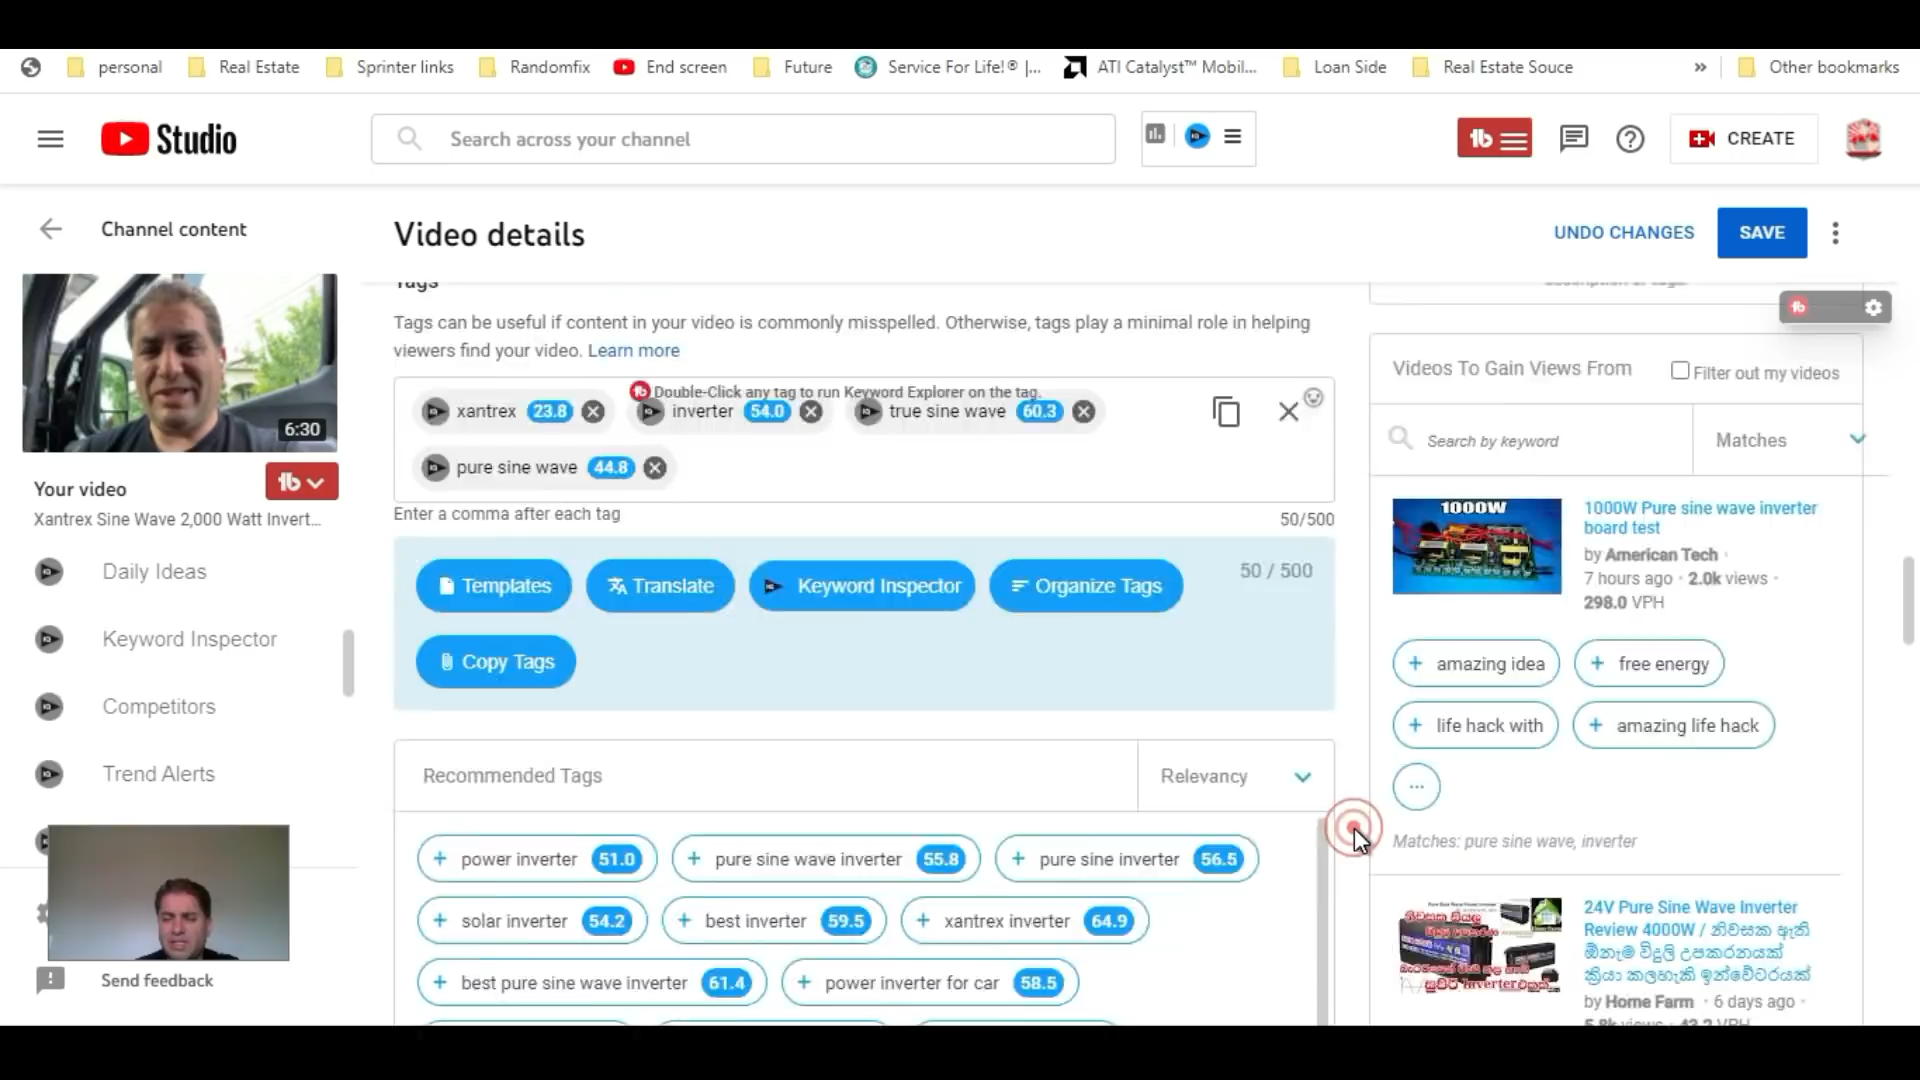 personal
Real Estate
Sprinter links
Randomfix
End screen
Future
Service For Life!® |...
ATI Catalyst™ Mobil...
Loan Side
Real Estate Souce
»
Other bookmarks
Studio
Search across your channel
CREATE
Channel content
Video details
UNDO CHANGES
SAVE
Tags
Tags can be useful if content in your video is commonly misspelled. Otherwise, tags play a minimal role in helping
viewers find your video. Learn more
Double-Click any tag to run Keyword Explorer on the tag.
xantrex 23.8
inverter 54.0
true sine wave 60.3
pure sine wave 44.8
Enter a comma after each tag
50/500
Templates
Translate
Keyword Inspector
Organize Tags
50 / 500
Copy Tags
Recommended Tags
Relevancy
+ power inverter 51.0
+ pure sine wave inverter 55.8
+ pure sine inverter 56.5
+ solar inverter 54.2
+ best inverter 59.5
+ xantrex inverter 64.9
+ best pure sine wave inverter 61.4
+ power inverter for car 58.5
6:30
Your video
Xantrex Sine Wave 2,000 Watt Invert...
Daily Ideas
Keyword Inspector
Competitors
Trend Alerts
Send feedback
Videos To Gain Views From
Filter out my videos
Search by keyword
Matches
1000W
1000W Pure sine wave inverter
board test
by American Tech ·
7 hours ago · 2.0k views ·
298.0 VPH
+ amazing idea
+ free energy
+ life hack with
+ amazing life hack
...
Matches: pure sine wave, inverter
24V Pure Sine Wave Inverter
Review 4000W / නිවසක ඇති
ඕනැම විදුලි උපකරනයක්
ක්‍රියා කලහැකි ඉන්වේටරයක්
by Home Farm · 6 days ago ·